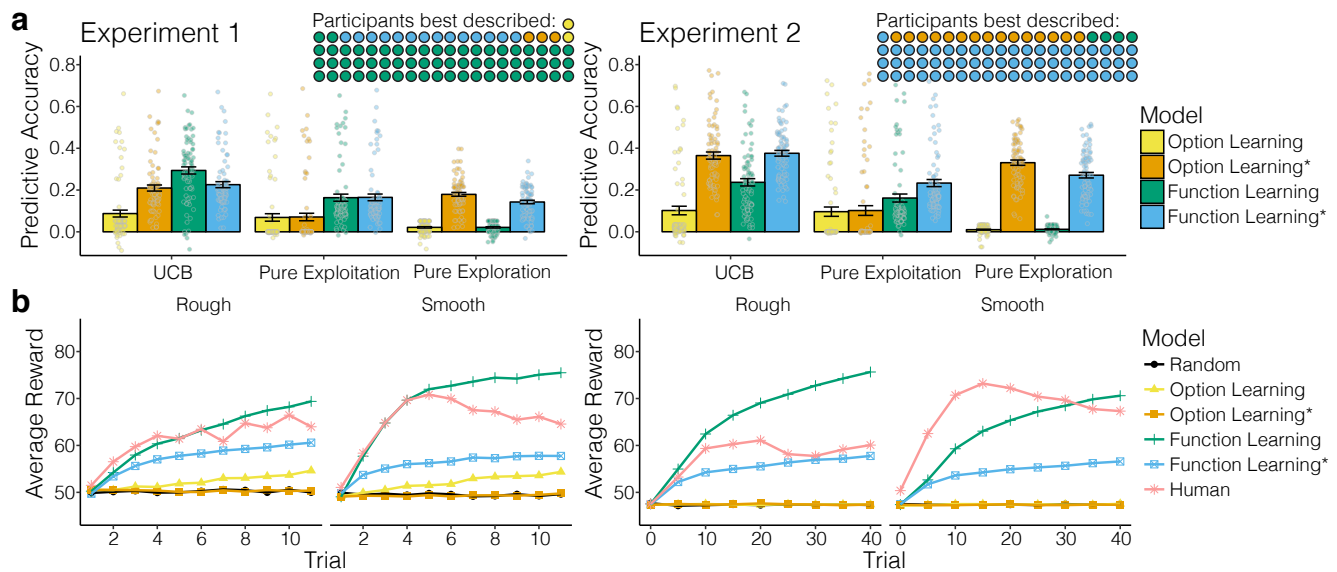 a
Experiment 1
Participants best described:
Predictive Accuracy
0.8
0.6
0.4
0.2
0.0
UCB
Pure Exploitation
Pure Exploration
Experiment 2
Participants best described:
Predictive Accuracy
0.8
0.6
0.4
0.2
0.0
UCB
Pure Exploitation
Pure Exploration
Model
Option Learning
Option Learning*
Function Learning
Function Learning*
b
Rough
Smooth
Average Reward
80
70
60
50
2 4 6 8 10
2 4 6 8 10
Trial
Rough
Smooth
Average Reward
80
70
60
50
0 10 20 30 40
0 10 20 30 40
Trial
Model
Random
Option Learning
Option Learning*
Function Learning
Function Learning*
Human